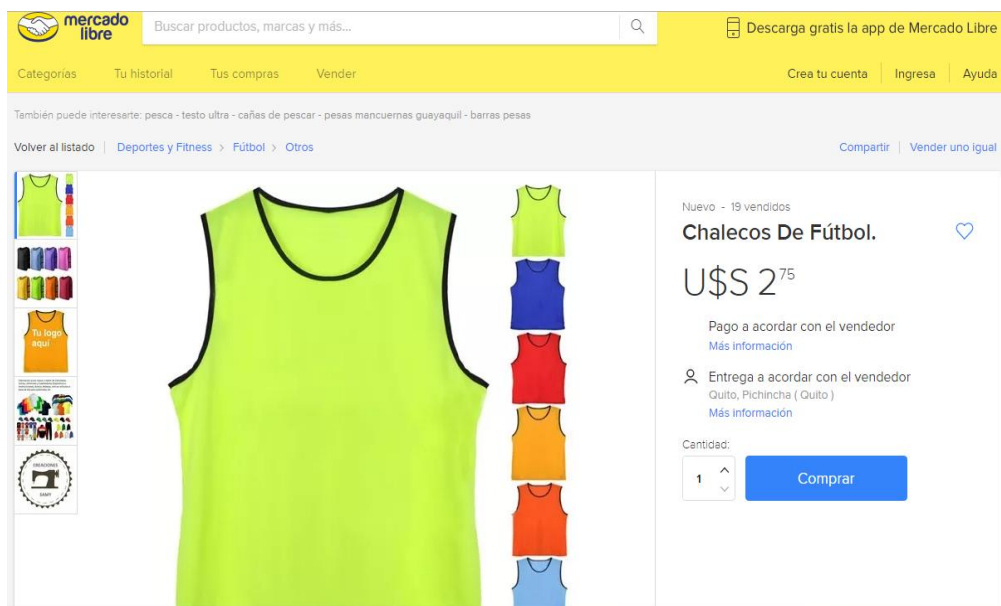 mercado
libre
Buscar productos, marcas y más...
Descarga gratis la app de Mercado Libre
Categorías Tu historial Tus compras Vender
Crea tu cuenta Ingresa Ayuda
También puede interesarte: pesca - testo ultra - cañas de pescar - pesas mancuernas guayaquil - barras pesas
Volver al listado Deportes y Fitness > Fútbol > Otros
Compartir Vender uno igual
Tu logo
aquí
CREACIONES
Nuevo - 19 vendidos
Chalecos De Fútbol.
U$S 2 75
Pago a acordar con el vendedor
Más información
Entrega a acordar con el vendedor
Quito, Pichincha ( Quito )
Más información
Cantidad:
1
Comprar